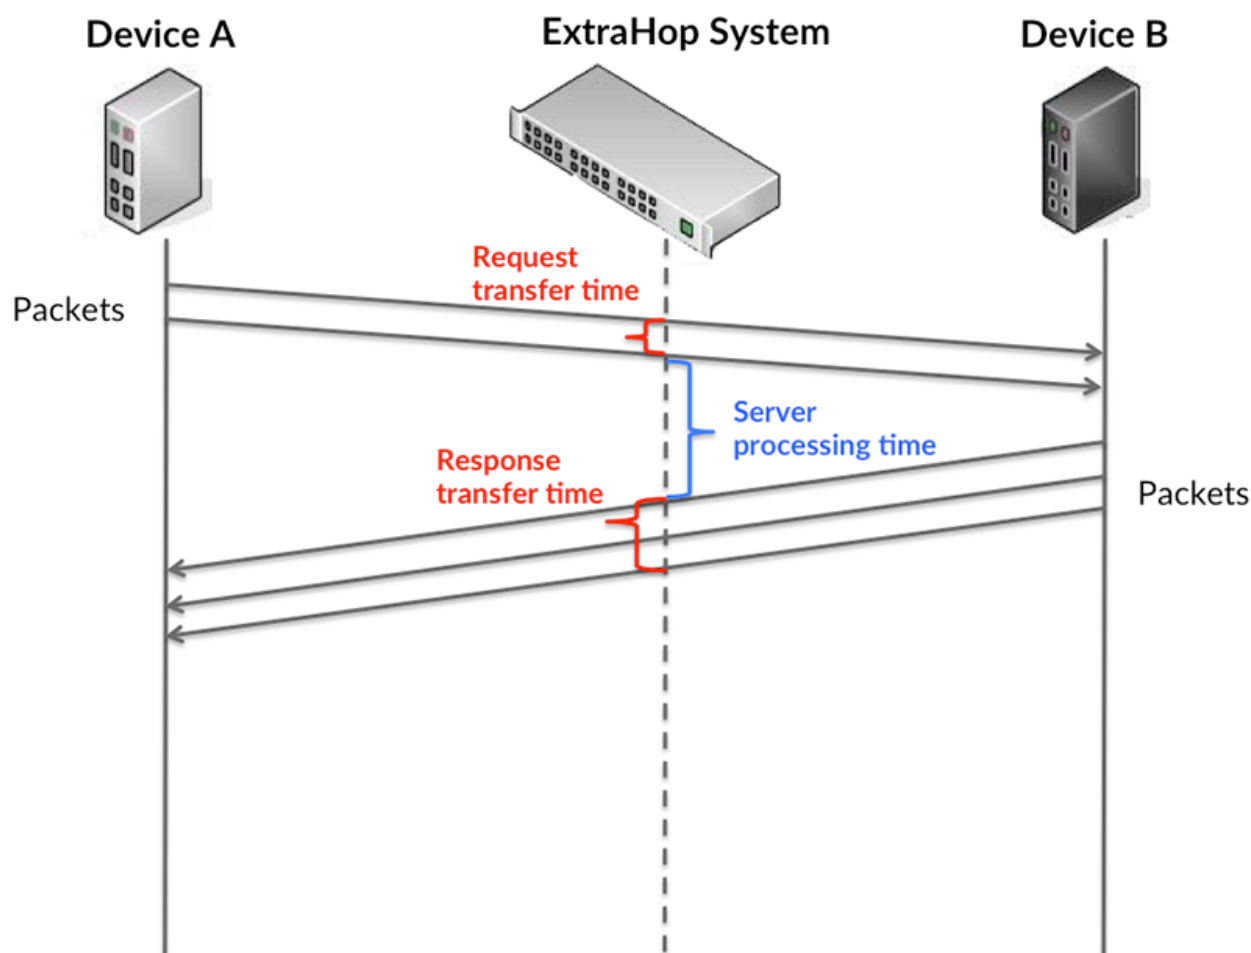 Device A
ExtraHop System
Device B
Request
transfer time
Packets
Server
processing time
Response
transfer time
Packets